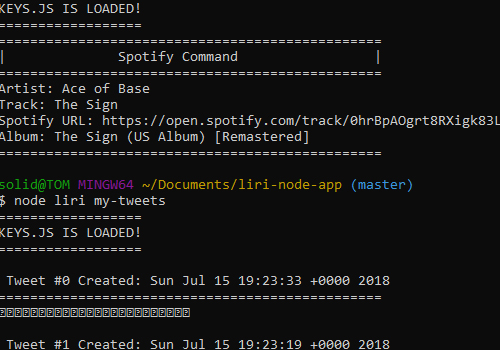 KEYS.JS IS LOADED!
==================
================================================
| Spotify Command |
================================================
Artist: Ace of Base
Track: The Sign
Spotify URL: https://open.spotify.com/track/0hrBpAOgrt8RXigk83L
Album: The Sign (US Album) [Remastered]
================================================
solid@TOM MINGW64 ~/Documents/liri-node-app (master)
$ node liri my-tweets
==================
KEYS.JS IS LOADED!
==================
Tweet #0 Created: Sun Jul 15 19:23:33 +0000 2018
================================================
Tweet #1 Created: Sun Jul 15 19:23:19 +0000 2018